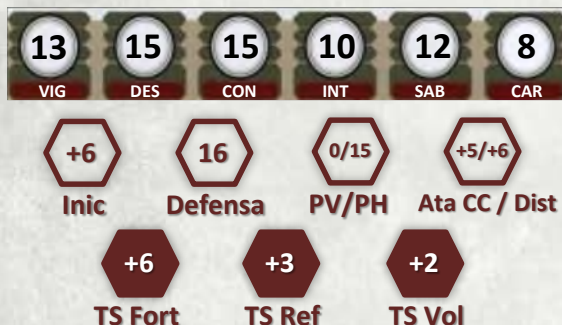 13 15 15 10 12 8
VIG DES CON INT SAB CAR
+6 16 0/15 +5/+6
Inic Defensa PV/PH Ata CC / Dist
+6 +3 +2
TS Fort TS Ref TS Vol